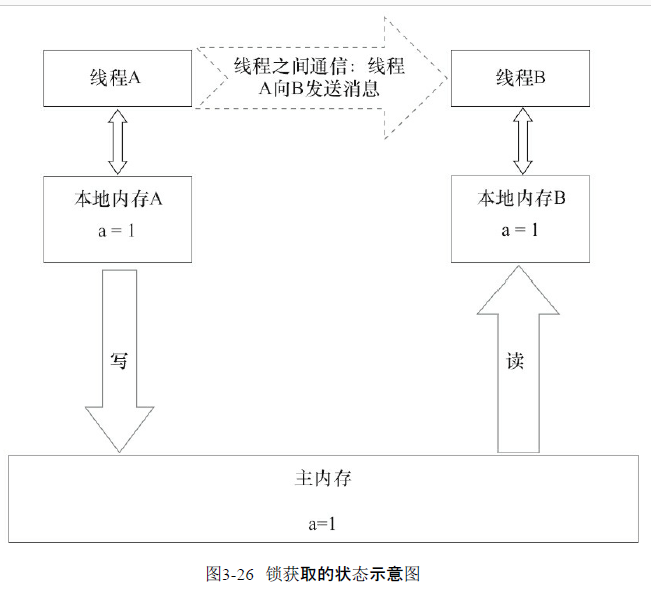 线程A
线程之间通信：线程
A向B发送消息
线程B
本地内存A
a = 1
本地内存B
a = 1
写
读
主内存
a=1
图3-26 锁获取的状态示意图